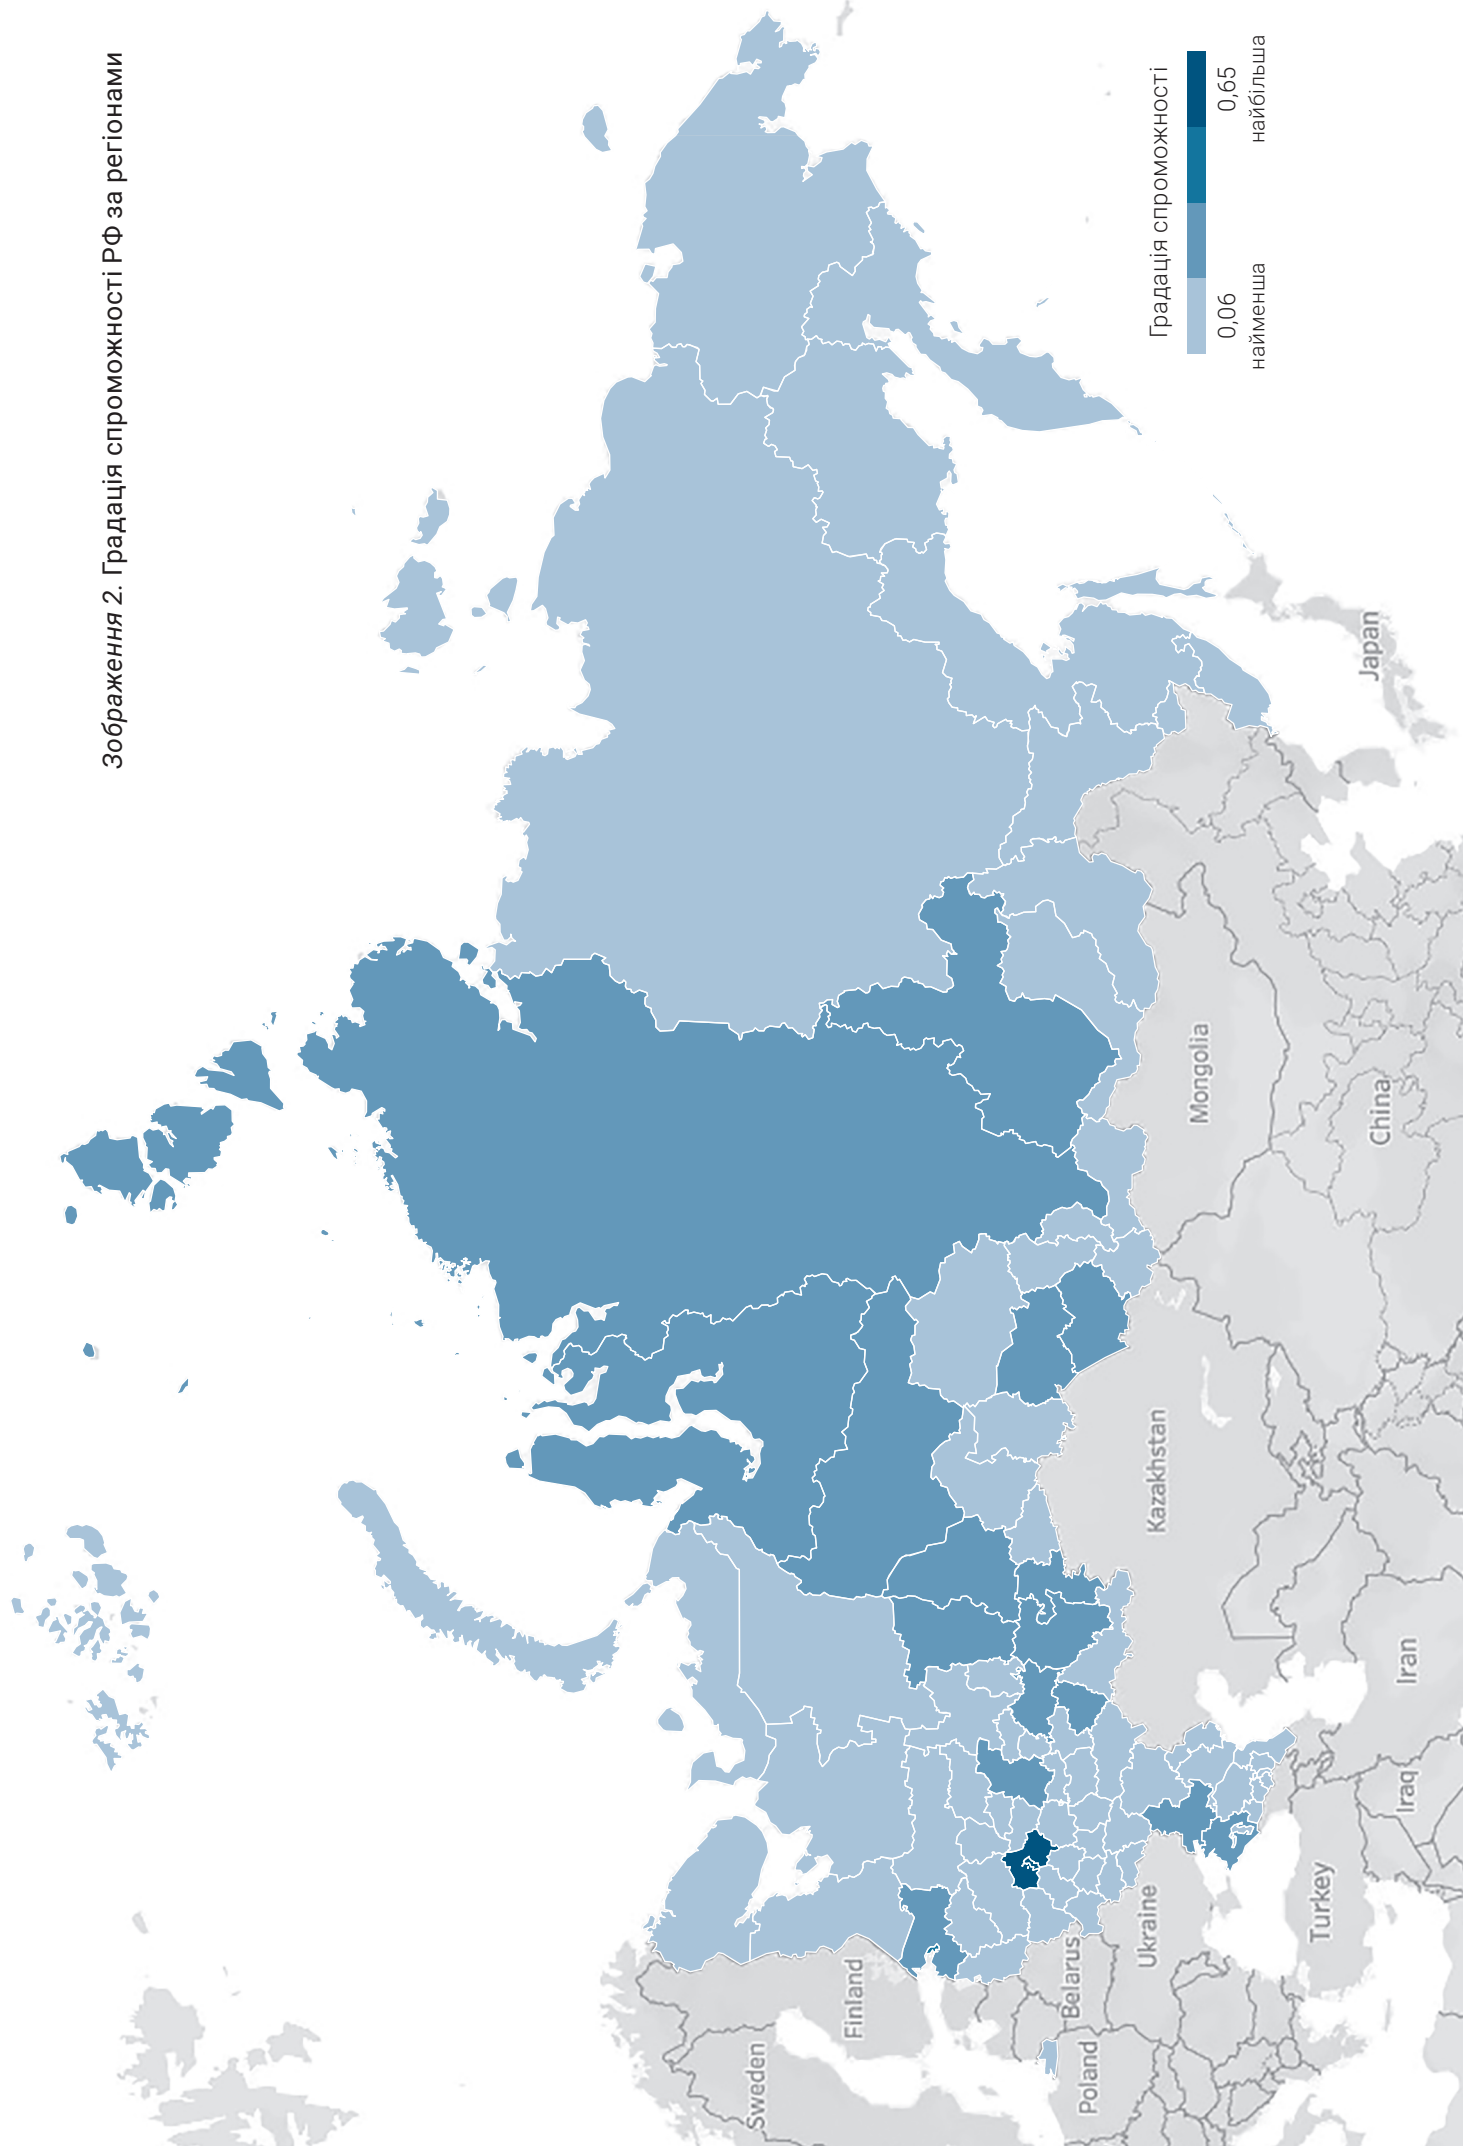 Зображення 2. Градація спроможності РФ за регіонами
Градація спроможності
0,06
найменша
0,65
найбільша
Sweden
Finland
Poland
Belarus
Ukraine
Turkey
Iraq
Iran
Kazakhstan
Mongolia
China
Japan